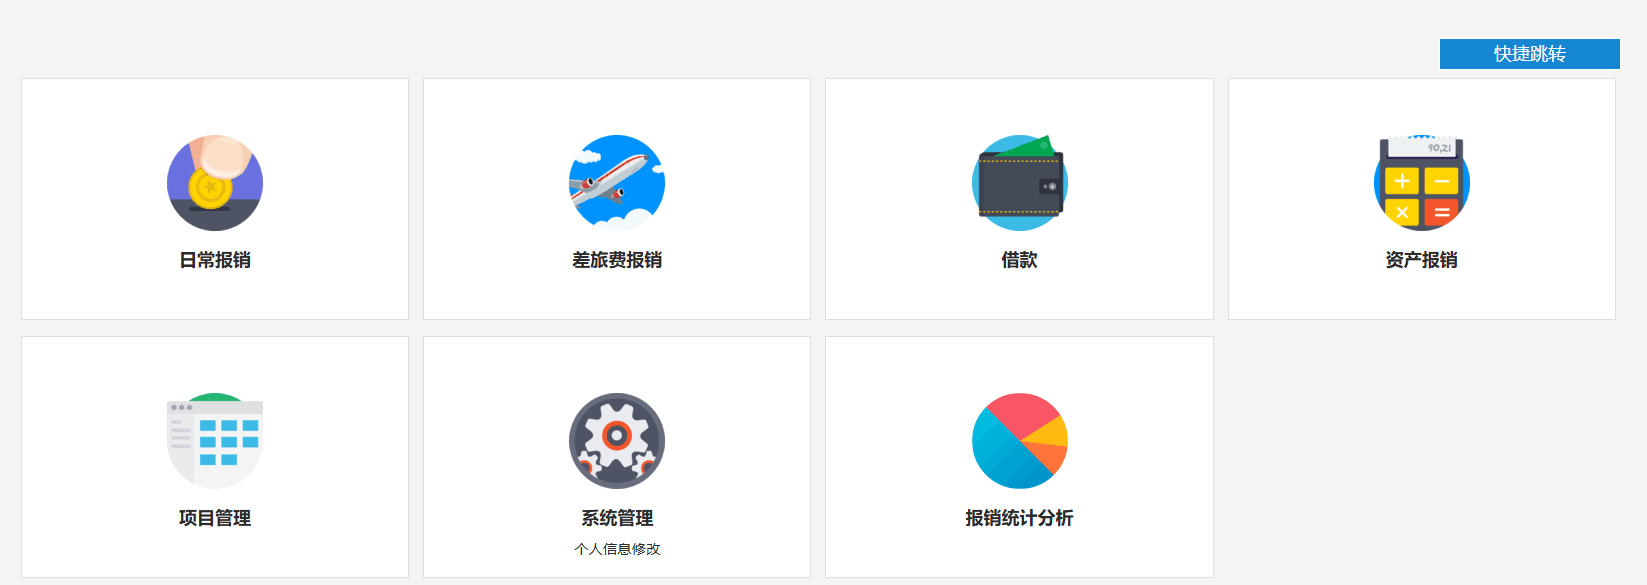 快捷跳转
90,21
日常报销
差旅费报销
借款
资产报销
项目管理
系统管理
个人信息修改
报销统计分析